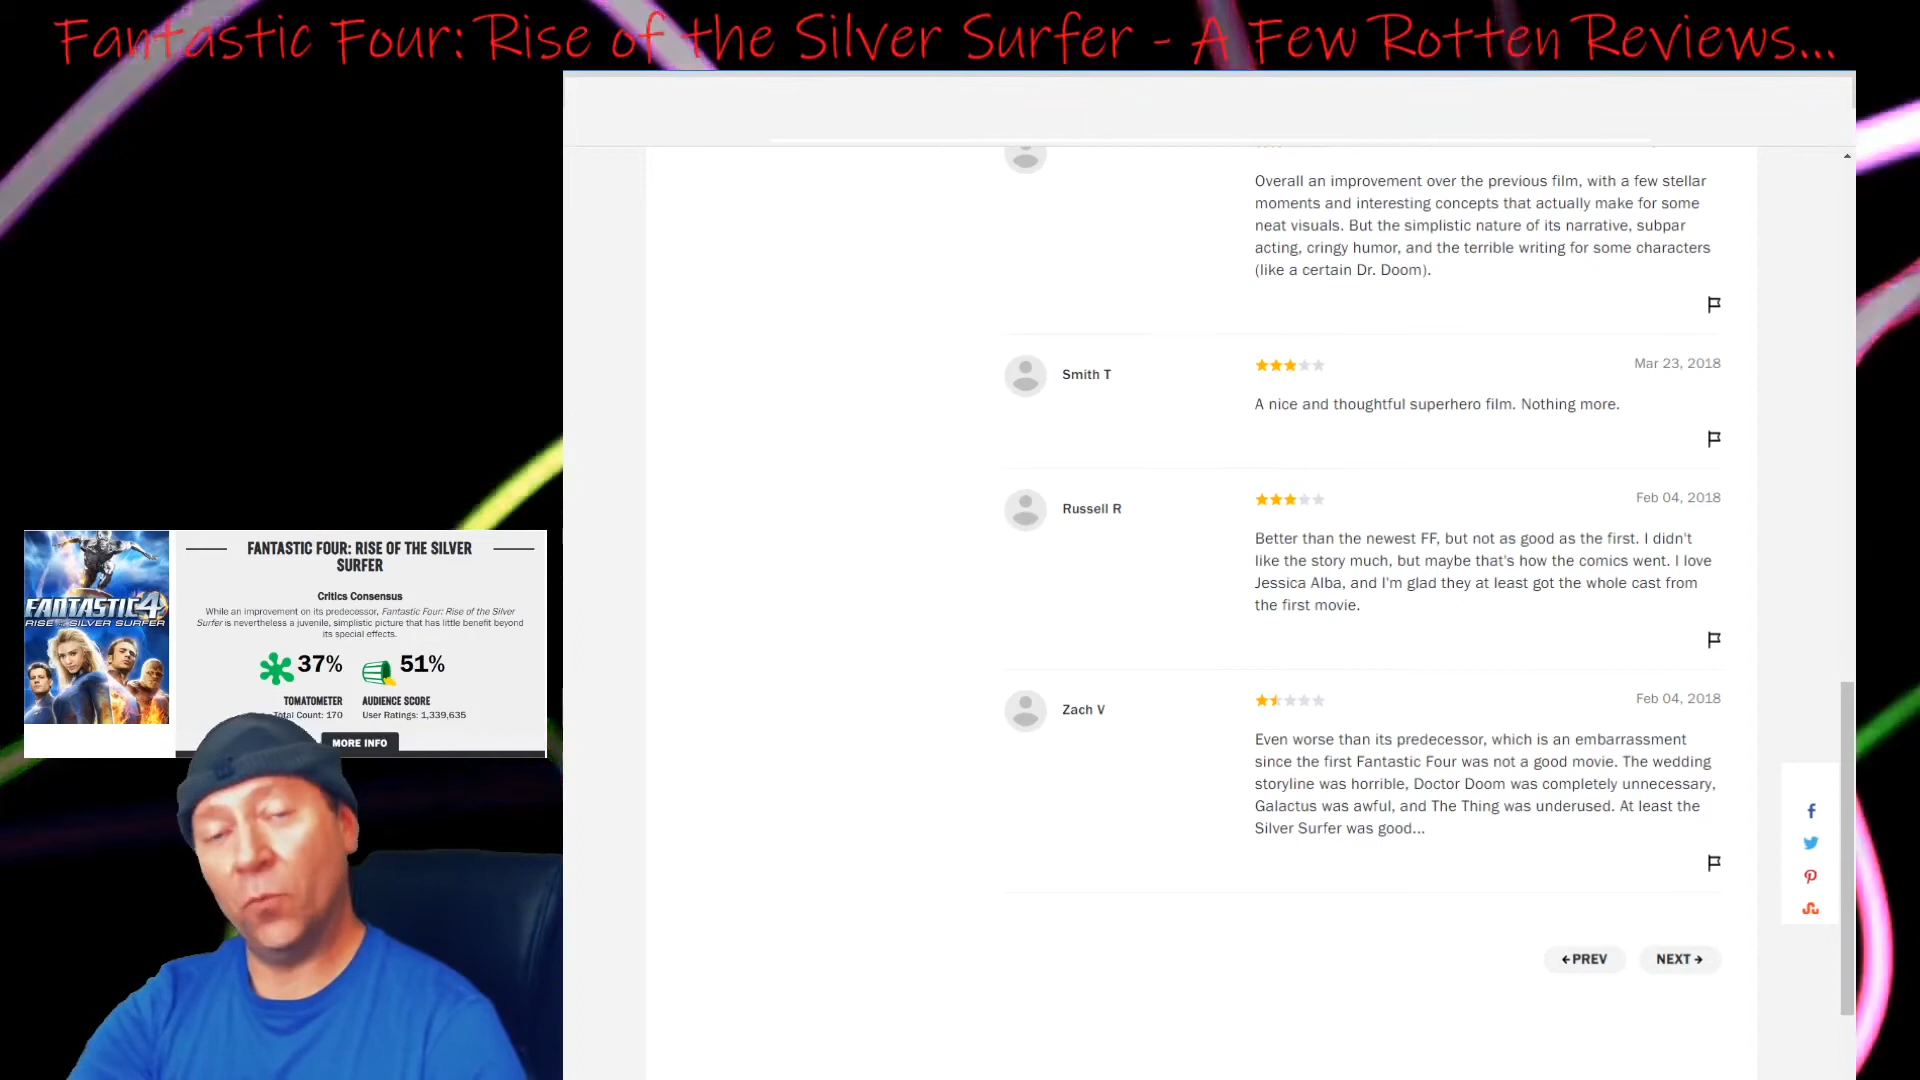 Fantastic Four: Rise of the Silver Surfer - A Few Rotten Reviews...
Overall an improvement over the previous film, with a few stellar
moments and interesting concepts that actually make for some
neat visuals. But the simplistic nature of its narrative, subpar
acting, cringy humor, and the terrible writing for some characters
(like a certain Dr. Doom).
Smith T
Mar 23, 2018
A nice and thoughtful superhero film. Nothing more.
Russell R
Feb 04, 2018
Better than the newest FF, but not as good as the first. I didn't
like the story much, but maybe that's how the comics went. I love
Jessica Alba, and I'm glad they at least got the whole cast from
the first movie.
Zach V
Feb 04, 2018
Even worse than its predecessor, which is an embarrassment
since the first Fantastic Four was not a good movie. The wedding
storyline was horrible, Doctor Doom was completely unnecessary,
Galactus was awful, and The Thing was underused. At least the
Silver Surfer was good...
PREV
NEXT
FANTASTIC 4
RISE OF THE SILVER SURFER
FANTASTIC FOUR: RISE OF THE SILVER
SURFER
Critics Consensus
While an improvement on its predecessor, Fantastic Four: Rise of the Silver
Surfer is nevertheless a juvenile, simplistic picture that has little benefit beyond
its special effects.
37%
51%
TOMATOMETER
AUDIENCE SCORE
Total Count: 170
User Ratings: 1,339,635
MORE INFO